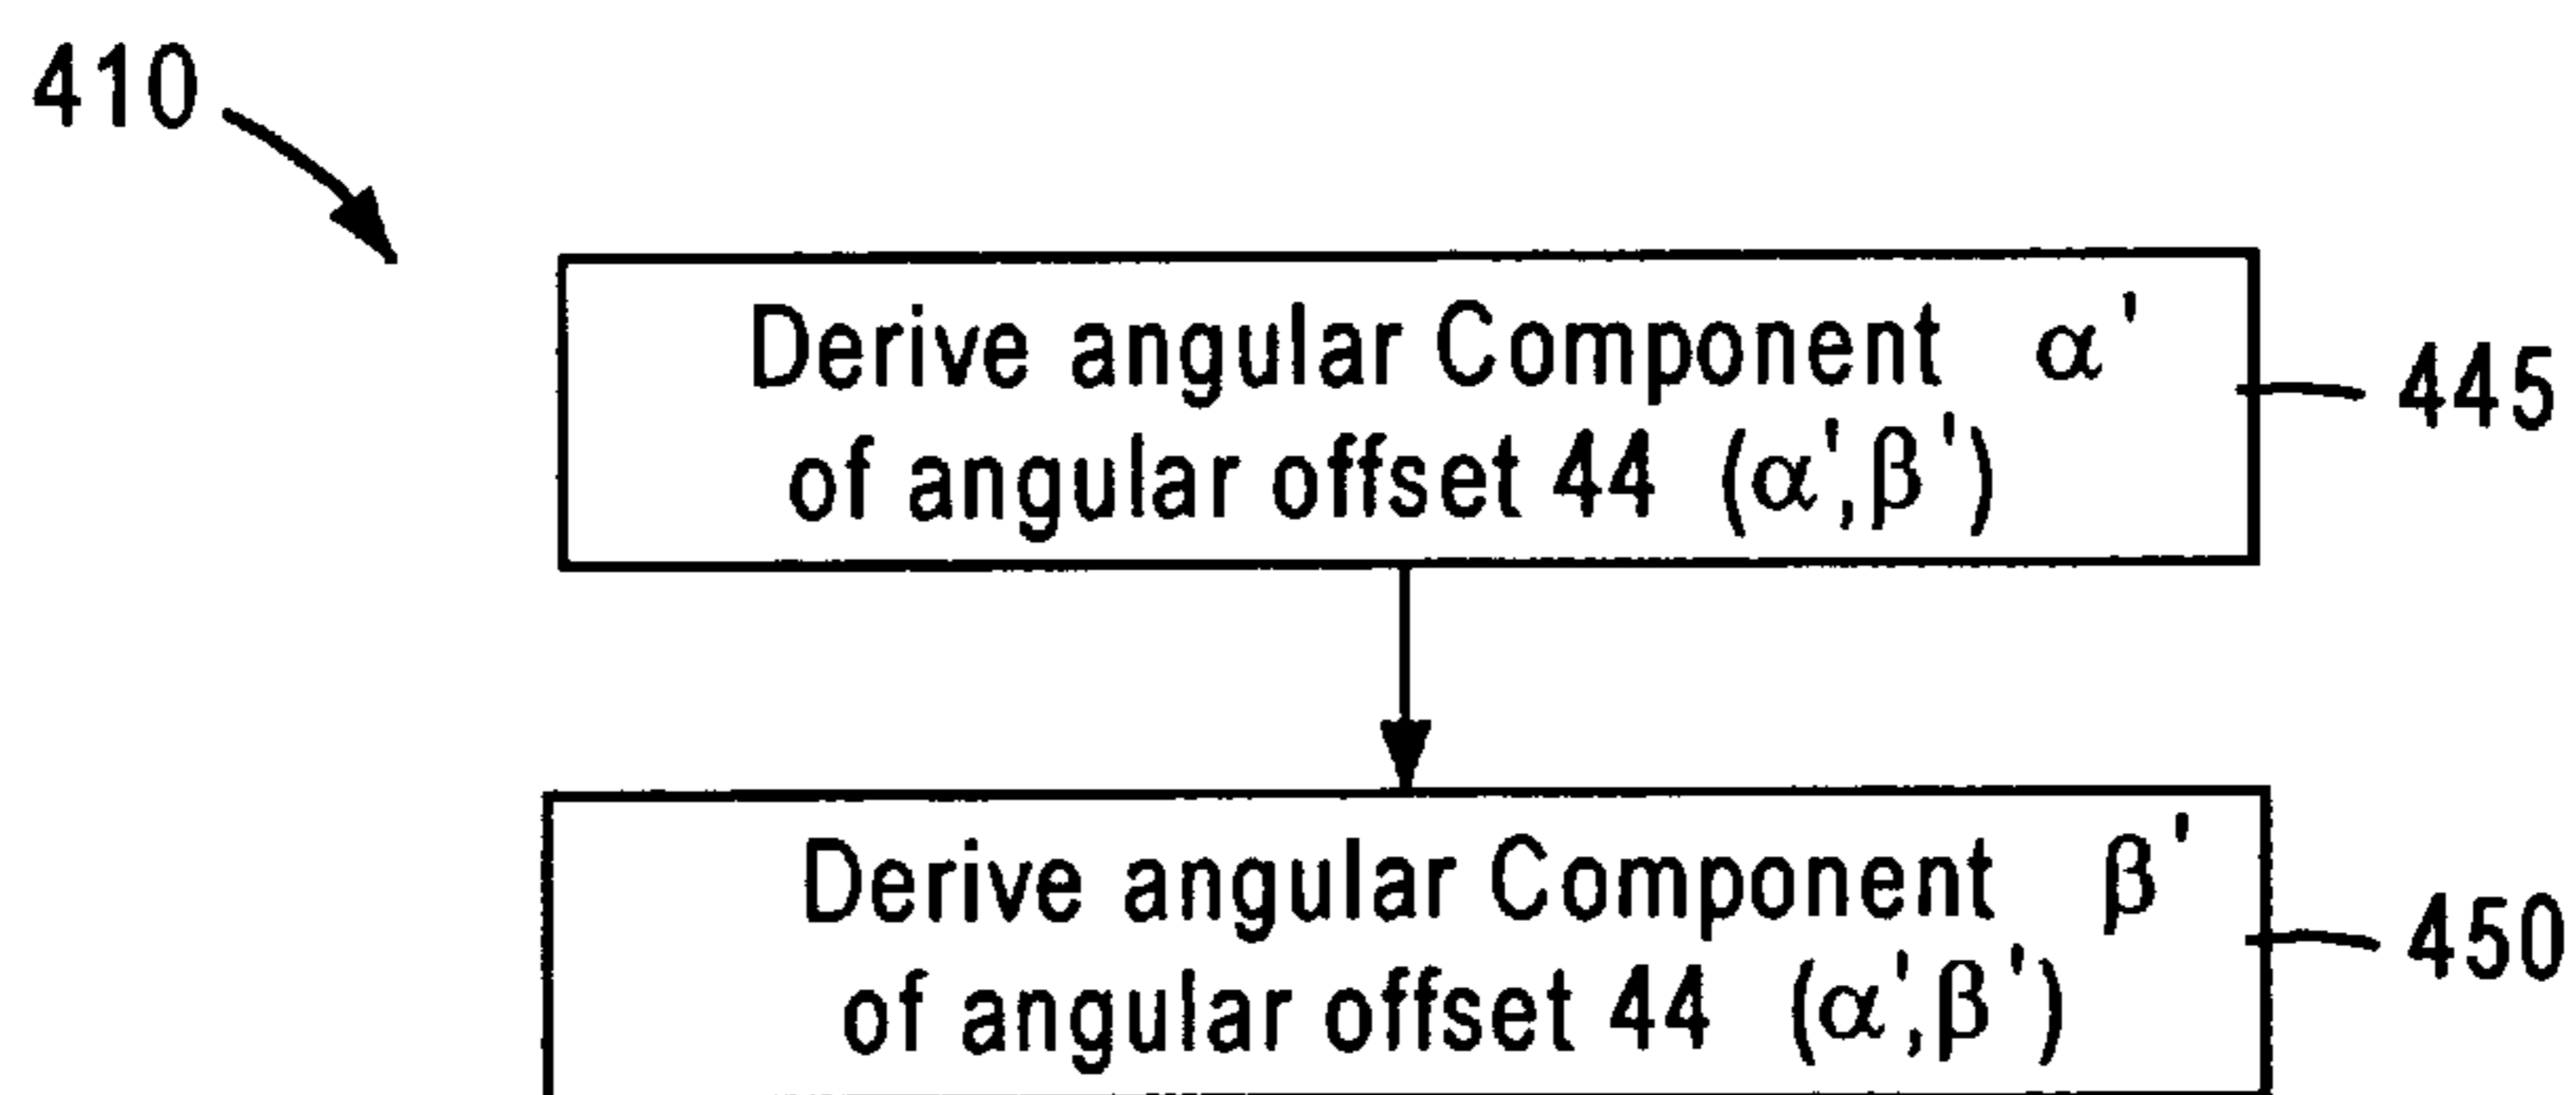 410
Derive angular Component α'
of angular offset 44 (α',β')
445
Derive angular Component β'
of angular offset 44 (α',β')
450